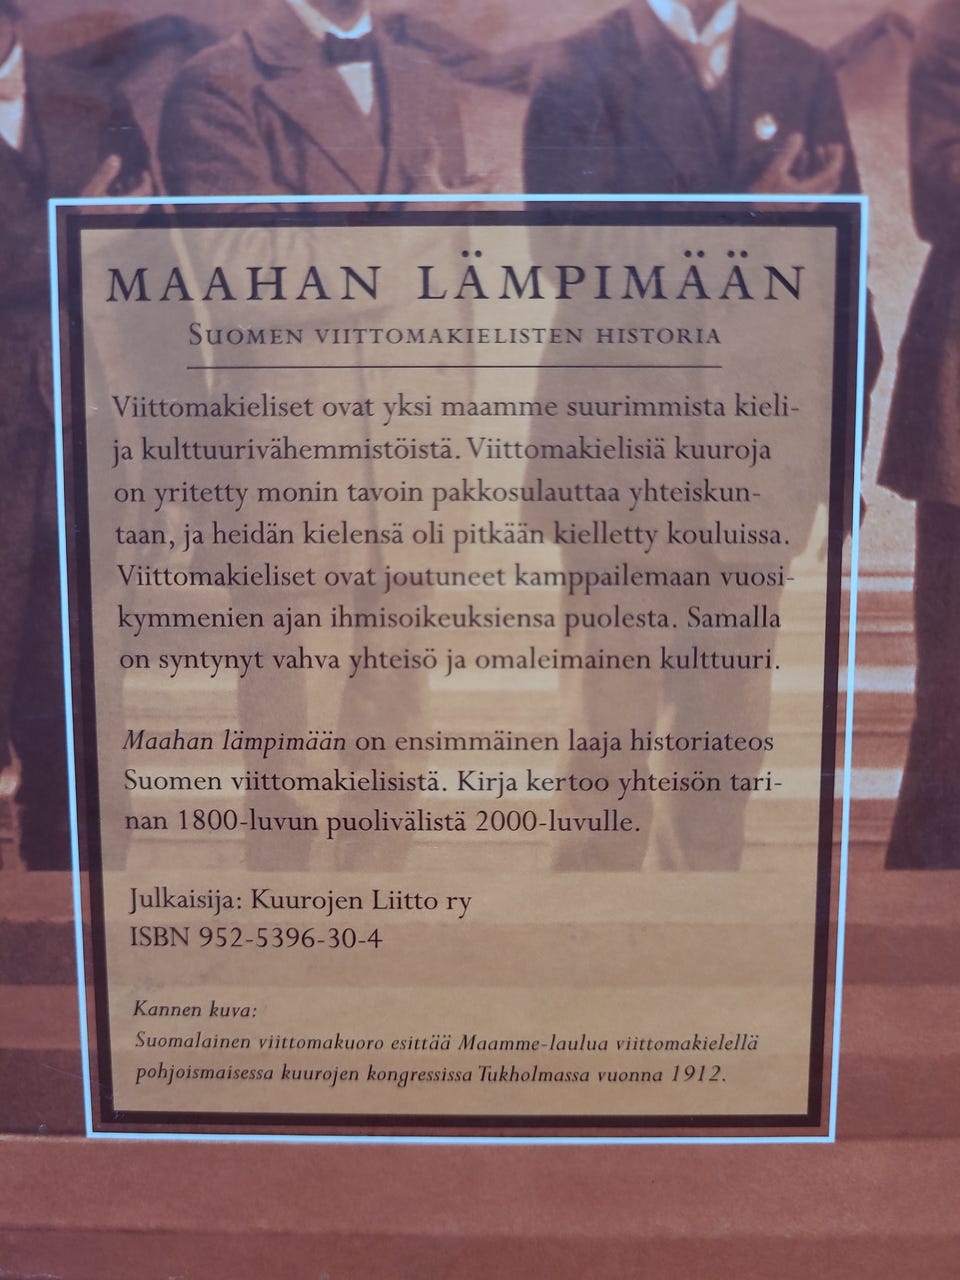 MAAHAN LÄMPIMÄÄN
SUOMEN VIITTOMAKIELISTEN HISTORIA
Viittomakieliset ovat yksi maamme suurimmista kieli-
ja kulttuurivähemmistöistä. Viittomakielisiä kuuroja
on yritetty monin tavoin pakkosulauttaa yhteiskun-
taan, ja heidän kielensä oli pitkään kielletty kouluissa.
Viittomakieliset ovat joutuneet kamppailemaan vuosi-
kymmenien ajan ihmisoikeuksiensa puolesta. Samalla
on syntynyt vahva yhteisö ja omaleimainen kulttuuri.
Maahan lämpimään on ensimmäinen laaja historiateos
Suomen viittomakielisistä. Kirja kertoo yhteisön tari-
nan 1800-luvun puolivälistä 2000-luvulle.
Julkaisija: Kuurojen Liitto ry
ISBN 952-5396-30-4
Kannen kuva:
Suomalainen viittomakuoro esittää Maamme-laulua viittomakielellä
pohjoismaisessa kuurojen kongressissa Tukholmassa vuonna 1912.